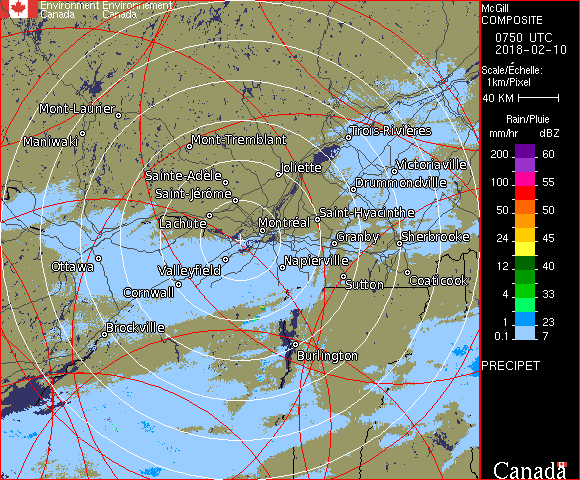 Environment Environnement
Canada Canada
McGill
COMPOSITE
0750 UTC
2018-02-10
Scale/Échelle:
1km/Pixel
40 KM
Rain/Pluie
mm/hr dBZ
200 60
100 55
50 50
24 45
12 40
4 33
1 23
0.1 7
PRECIPET
Canada
Mont-Laurier
Maniwaki
Mont-Tremblant
Trois-Rivières
Joliette
Victoriaville
Sainte-Adèle
Drummondville
Saint-Jérôme
Lachute
Saint-Hyacinthe
Montréal
Granby
Sherbrooke
Ottawa
Valleyfield
Napierville
Cornwall
Sutton
Coaticook
Brockville
Burlington